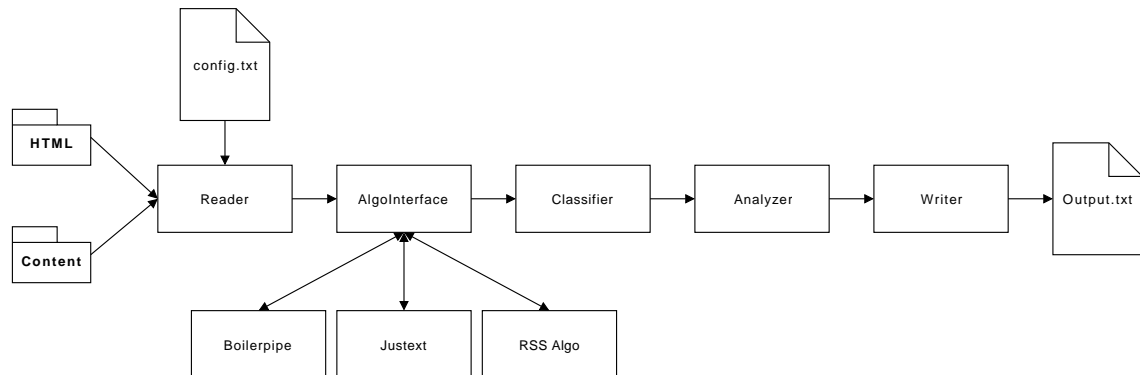 config.txt
HTML
Content
Reader
AlgoInterface
Classifier
Analyzer
Writer
Output.txt
Boilerpipe
Justext
RSS Algo